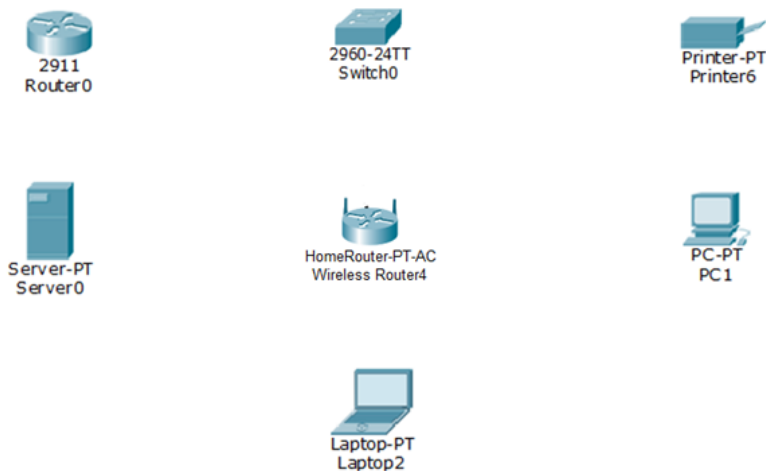 2911
Router0
2960-24TT
Switch0
Printer-PT
Printer6
Server-PT
Server0
HomeRouter-PT-AC
Wireless Router4
PC-PT
PC1
Laptop-PT
Laptop2